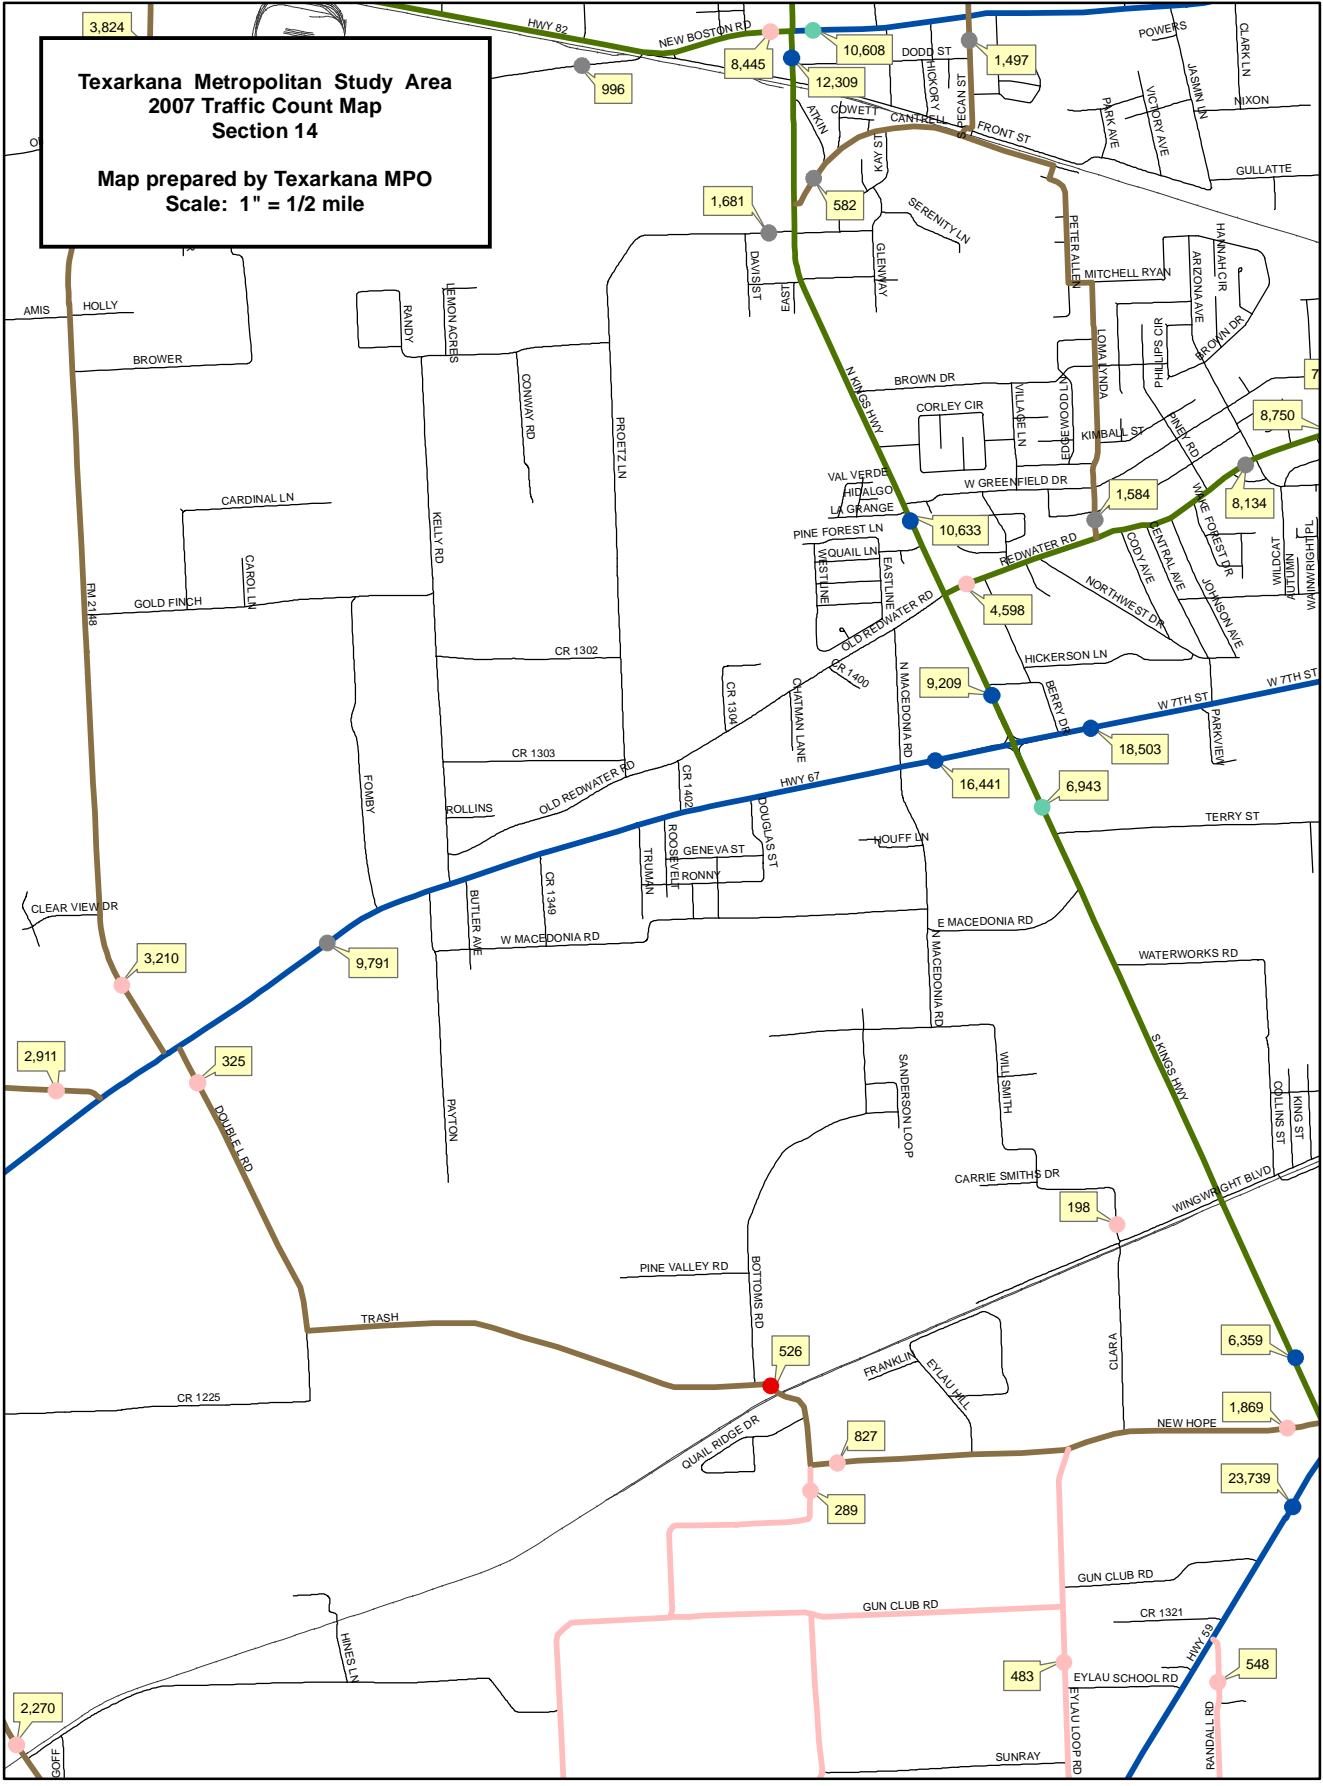 3,824
Texarkana Metropolitan Study Area
2007 Traffic Count Map
Section 14
Map prepared by Texarkana MPO
Scale: 1" = 1/2 mile
HWY 82
NEW BOSTON RD
8,445
10,608
12,309
996
1,497
DODD ST
HICKORY
S PECAN ST
POWERS
CLARK LN
JASMIN LN
NIXON
VICTORY AVE
PARK AVE
GULLATTE
ATKIN
COWETT
CANTRELL
FRONT ST
KAY ST
582
1,681
SERENITY LN
GLENWAY
DAVIS ST
EAST
PETER ALLEN
MITCHELL RYAN
ARIZONA AVE
HANNAH CIR
BROWN DR
PHILLIPS CIR
LOMA LYNDA
AMIS
HOLLY
BROWER
RANDY
LEMON ACRES
CONWAY RD
PROETZ LN
N KINGS HWY
BROWN DR
CORLEY CIR
VILLAGE LN
EDGEWOOD LN
KIMBALL ST
PINEY RD
8,750
8,134
1,584
VAL VERDE
HIDALGO
LA GRANGE
W GREENFIELD DR
10,633
PINE FOREST LN
QUAIL LN
WESTLINE
EASTLINE
REDWATER RD
4,598
CODY AVE
CENTRAL AVE
WAKE FOREST DR
JOHNSON AVE
WILDCAT
AUTUMN
WAINWRIGHT PL
NORTHWEST DR
HICKERSON LN
BERRY DR
CARDINAL LN
CAROL LN
GOLD FINCH
KELLY RD
FM 2148
CR 1302
CR 1303
CR 1304
CR 1400
OLD REDWATER RD
CHATMAN LANE
N MACEDONIA RD
9,209
W 7TH ST
W 7TH ST
PARKVIEW
18,503
16,441
6,943
HWY 67
OLD REDWATER RD
CR 1402
ROLLINS
FOMBY
DOUGLAS ST
HOUFF LN
TERRY ST
GENEVA ST
RONNY
ROOSEVELT
TRUMAN
CR 1349
BUTLER AVE
W MACEDONIA RD
E MACEDONIA RD
N MACEDONIA RD
CLEAR VIEW DR
3,210
9,791
WATERWORKS RD
2,911
325
DOUBLE L RD
PAYTON
SANDERSON LOOP
WILL SMITH
S KINGS HWY
COLLINS ST
KING ST
CARRIE SMITHS DR
WINGWRIGHT BLVD
198
PINE VALLEY RD
BOTTOMS RD
TRASH
CR 1225
526
FRANKLIN
EYLAU HILL
CLARA
6,359
1,869
NEW HOPE
QUAIL RIDGE DR
827
289
23,739
GUN CLUB RD
GUN CLUB RD
CR 1321
HWY 59
HINES LN
483
EYLAU SCHOOL RD
548
EYLAU LOOP RD
RANDALL RD
SUNRAY
2,270
GOFF